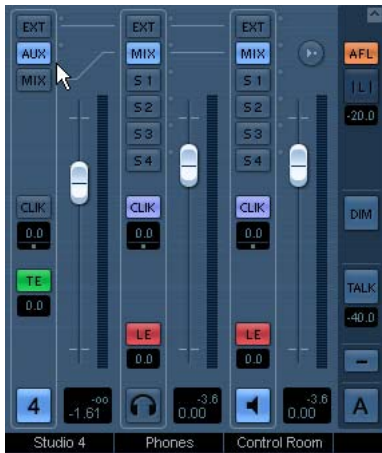 EXT EXT EXT
AUX MIX MIX AFL
MIX S 1 S 1 | L |
S 2 S 2 -20.0
S 3 S 3
S 4 S 4
CLIK CLIK CLIK DIM
0.0 0.0 0.0
TE TALK
0.0 -40.0
LE LE
0.0 0.0
4 -oo -3.6 -3.6 A
-1.61 0.00 0.00
Studio 4 Phones Control Room